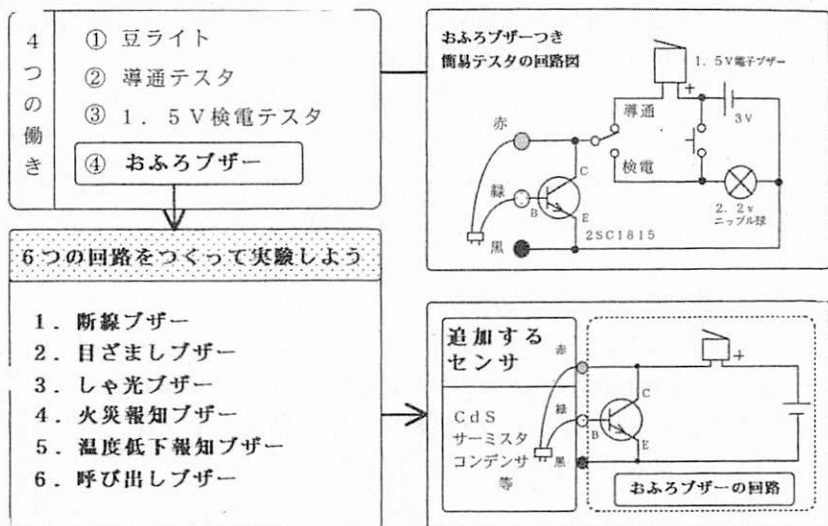 4つの働き
① 豆ライト
② 導通テスタ
③ 1．5V検電テスタ
④ おふろブザー
6つの回路をつくって実験しよう
1．断線ブザー
2．目ざましブザー
3．しゃ光ブザー
4．火災報知ブザー
5．温度低下報知ブザー
6．呼び出しブザー
おふろブザーつき
簡易テスタの回路図
1．5V電子ブザー
+
導通
3V
赤
検電
C
緑
B
E
2．2v
ニップル球
黒
2SC1815
追加する
センサ
CdS
サーミスタ
コンデンサ
等
赤
+
C
緑
B
E
黒
おふろブザーの回路